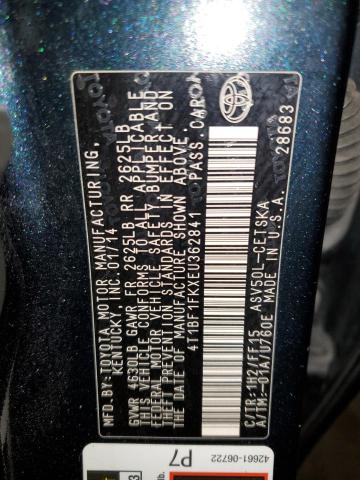 MFD. BY: TOYOTA MOTOR MANUFACTURING,
KENTUCKY, INC. 01/14
GVWR 4630LB GAWR FR 2625LB RR 2625LB
THIS VEHICLE CONFORMS TO ALL APPLICABLE
FEDERAL MOTOR VEHICLE SAFETY, BUMPER, AND
THEFT PREVENTION STANDARDS IN EFFECT ON
THE DATE OF MANUFACTURE SHOWN ABOVE.
4T1BF1FKXEU362841 PASS. CAR
C/TR: 1H2A/FE15 ASV50L-CETSKA
A/TM: -01A/U760E MADE IN U.S.A. 28683
42661-06722
P7